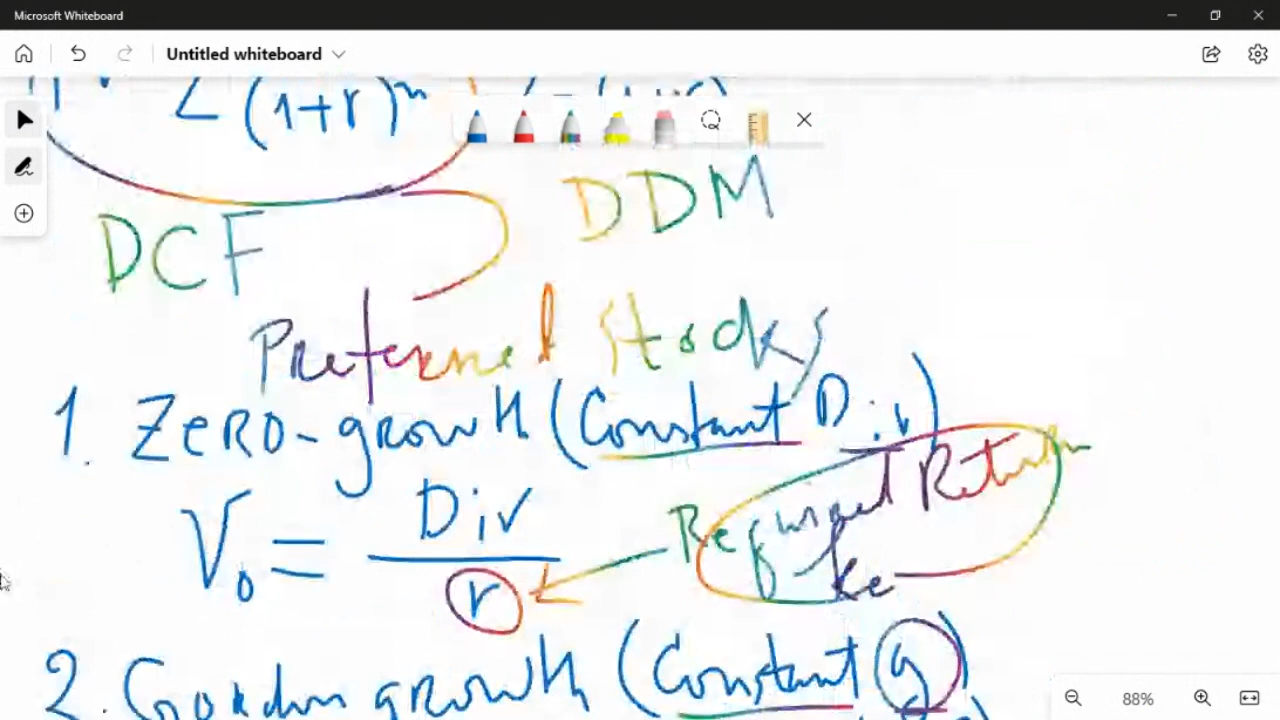 Microsoft Whiteboard
Untitled whiteboard
(1+r)^n
DCF
DDM
Preferred Stocks
1. Zero-growth (Constant Div)
V₀ = Div / r
Required Return
ke
2. Gordon growth (Constant g)
88%